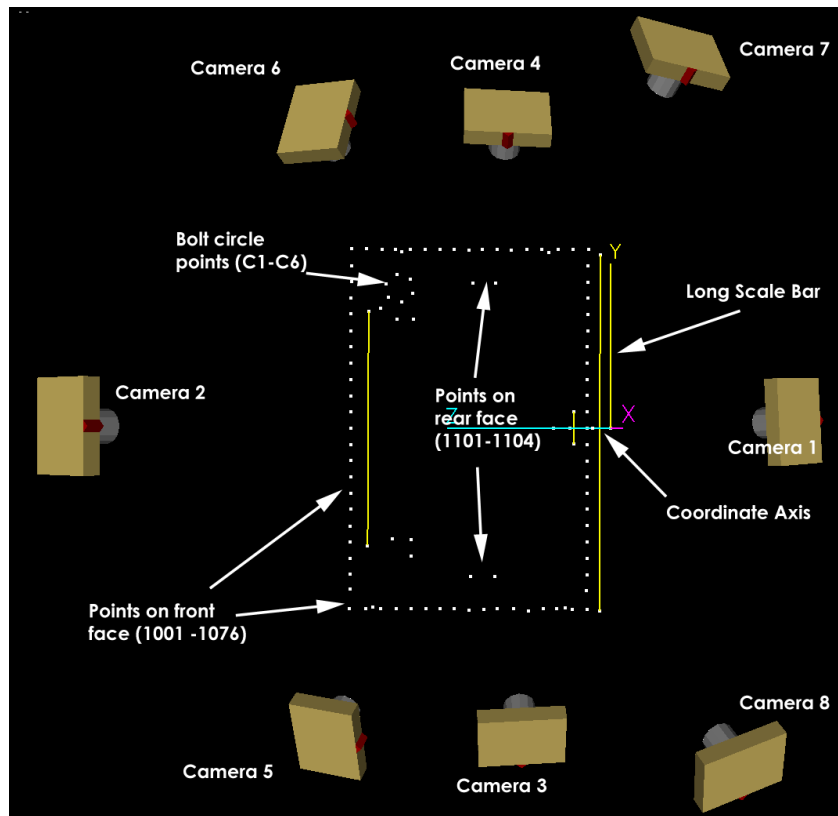 Camera 7
Camera 4
Camera 6
Bolt circle
points (C1-C6)
Y
Long Scale Bar
Camera 2
Points on
rear face
(1101-1104)
Z
X
Camera 1
Coordinate Axis
Points on front
face (1001 -1076)
Camera 8
Camera 5
Camera 3